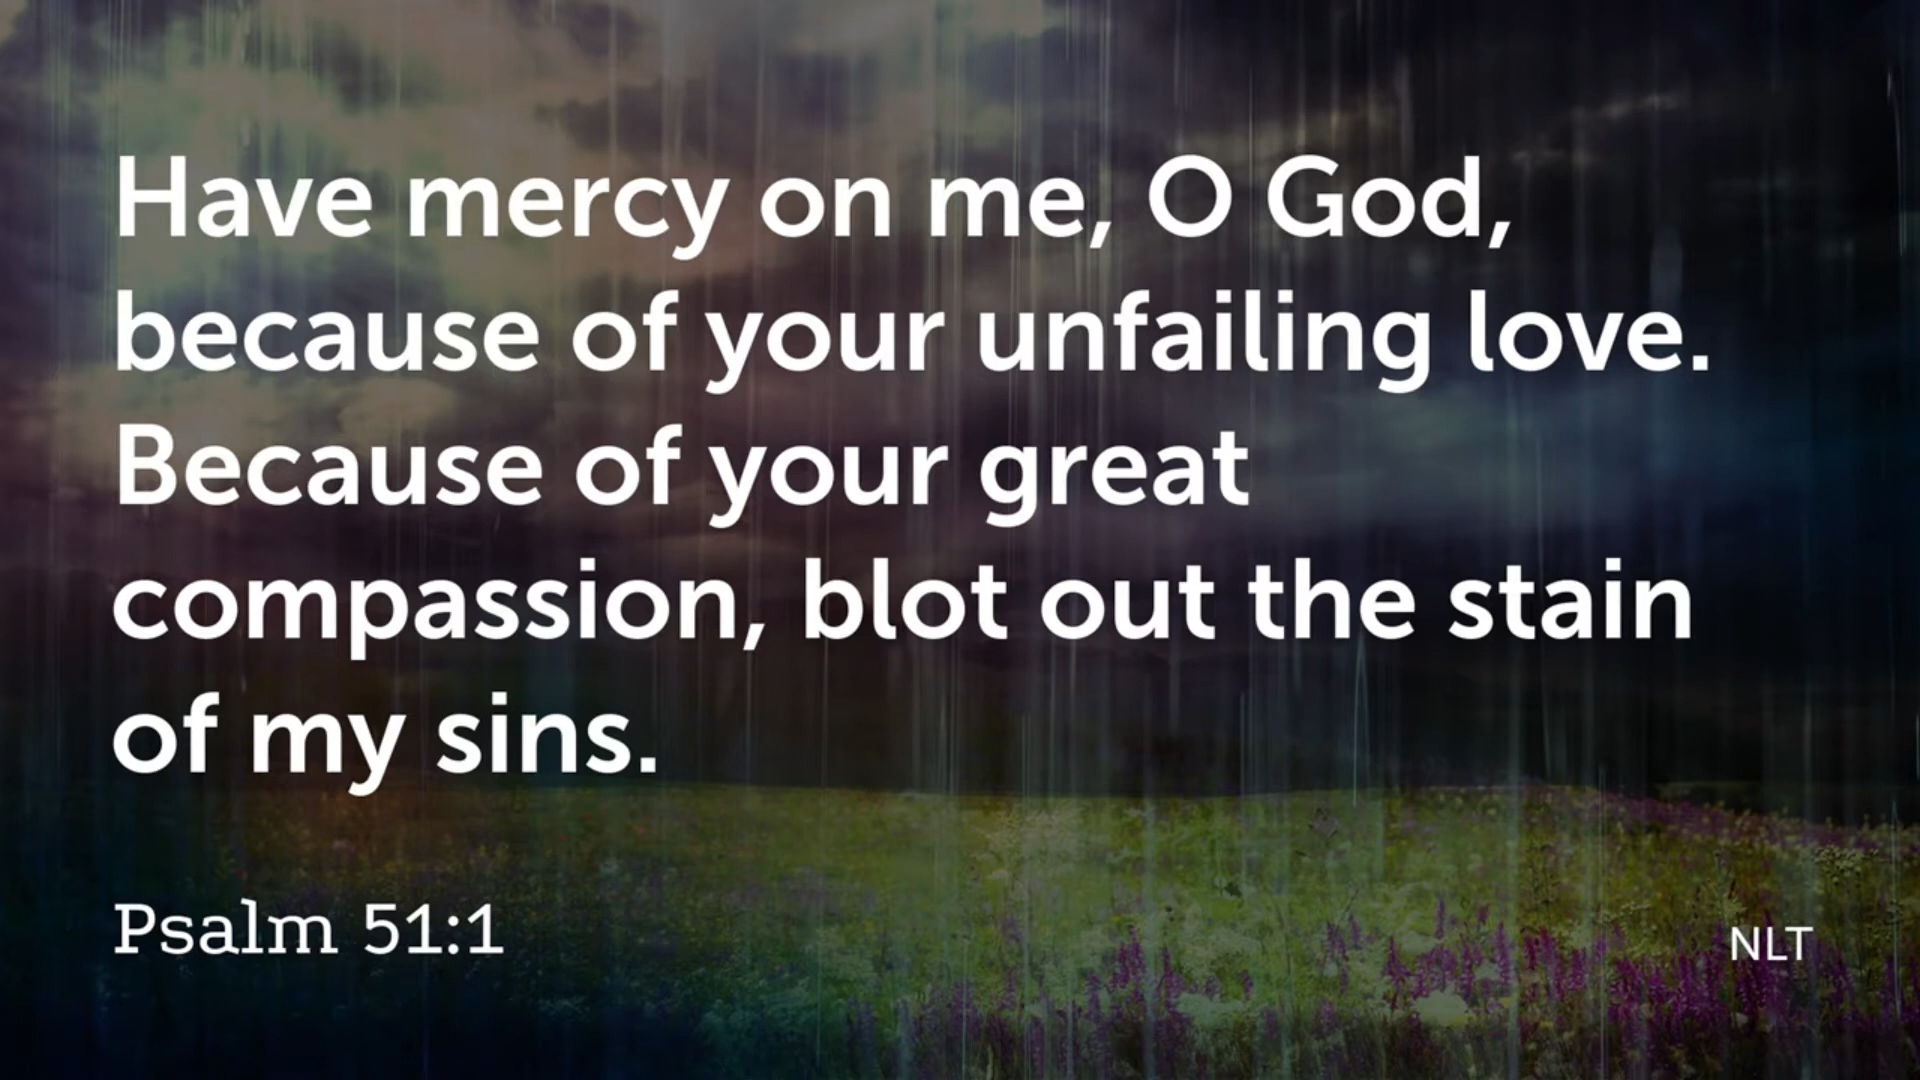 Have mercy on me, O God,
because of your unfailing love.
Because of your great
compassion, blot out the stain
of my sins.
Psalm 51:1
NLT